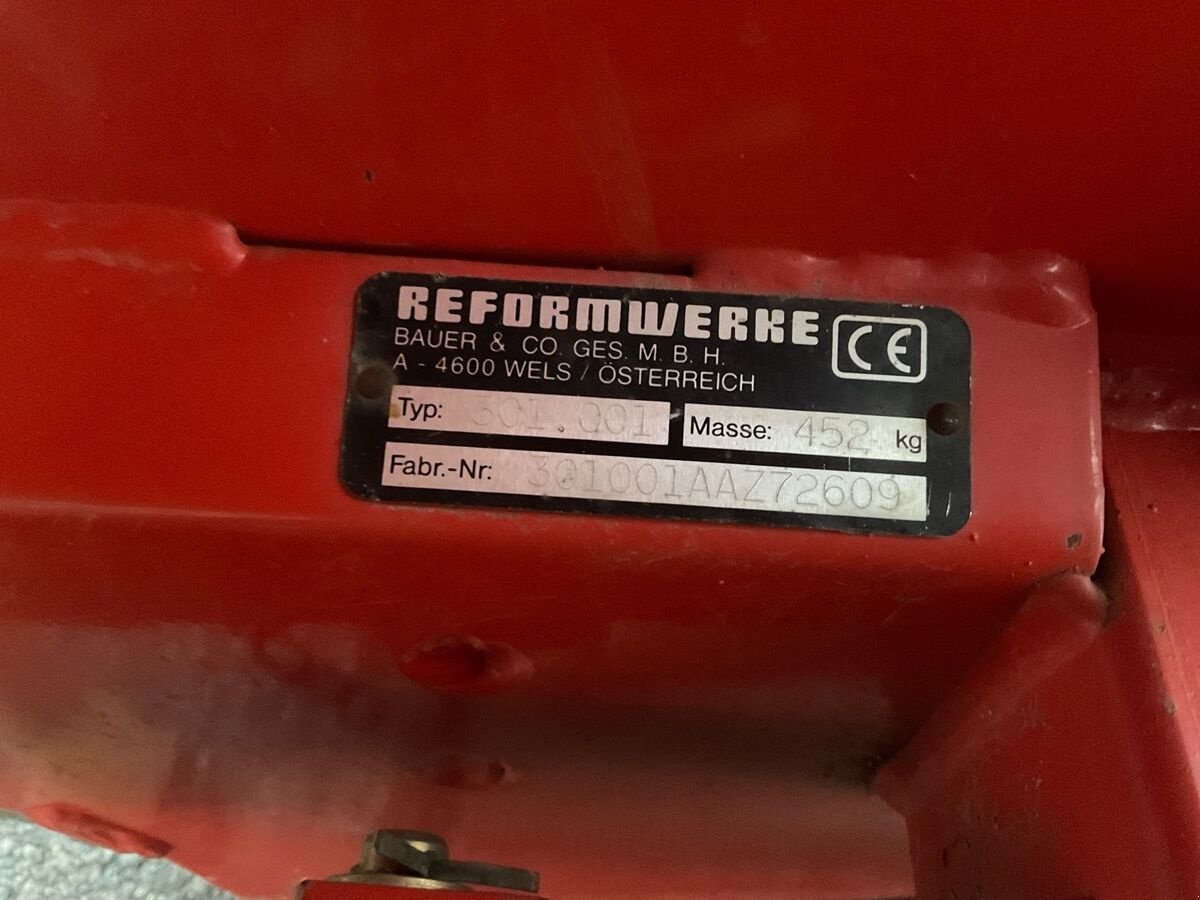 REFORMWERKE
BAUER & CO. GES. M. B. H.
A - 4600 WELS / ÖSTERREICH
CE
Typ: 301.001 Masse: 452 kg
Fabr.-Nr: 301001AAZ72609